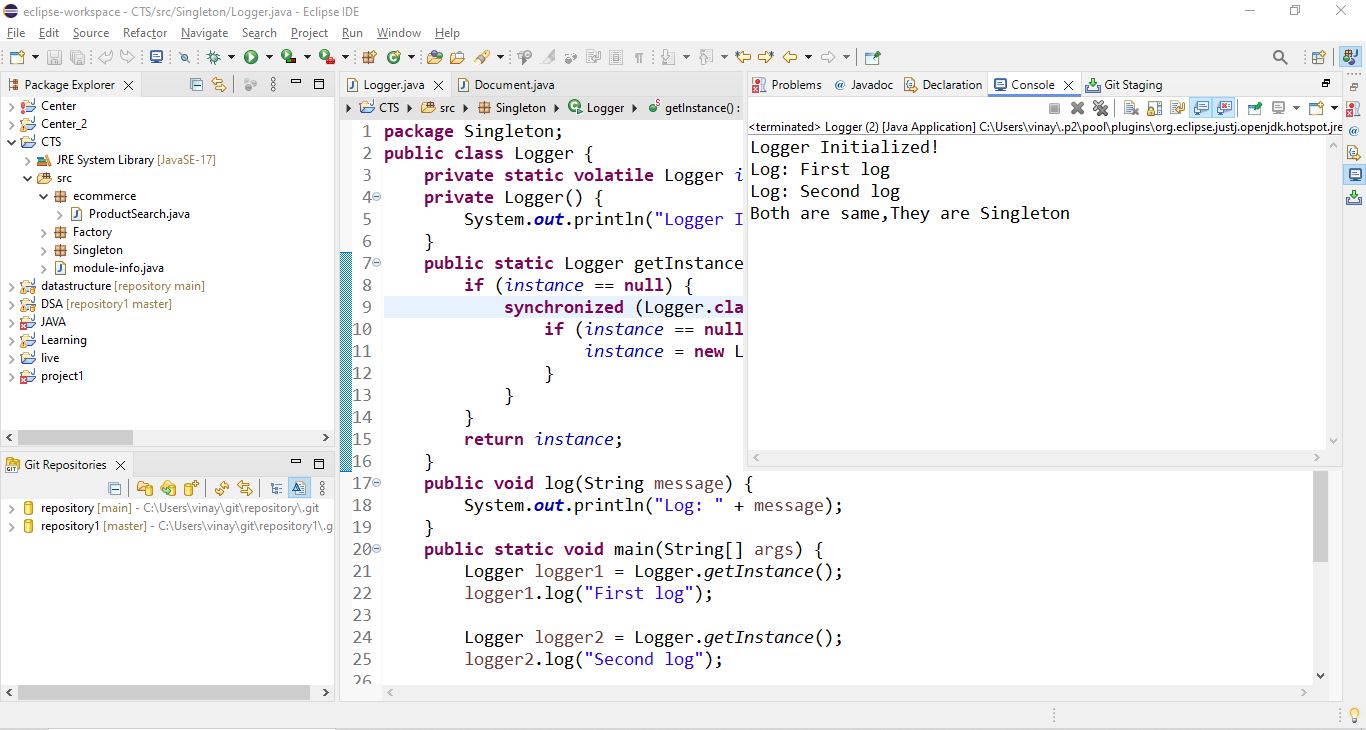 eclipse-workspace - CTS/src/Singleton/Logger.java - Eclipse IDE
File Edit Source Refactor Navigate Search Project Run Window Help
Package Explorer
Center
Center_2
CTS
JRE System Library [JavaSE-17]
src
ecommerce
ProductSearch.java
Factory
Singleton
module-info.java
datastructure [repository main]
DSA [repository1 master]
JAVA
Learning
live
project1
Git Repositories
repository [main] - C:\Users\vinay\git\repository\.git
repository1 [master] - C:\Users\vinay\git\repository1\.g
Logger.java Document.java
CTS src Singleton Logger getInstance() :
1 package Singleton;
2 public class Logger {
3 private static volatile Logger i
4 private Logger() {
5 System.out.println("Logger I
6 }
7 public static Logger getInstance
8 if (instance == null) {
9 synchronized (Logger.cla
10 if (instance == null
11 instance = new L
12 }
13 }
14 }
15 return instance;
16 }
17 public void log(String message) {
18 System.out.println("Log: " + message);
19 }
20 public static void main(String[] args) {
21 Logger logger1 = Logger.getInstance();
22 logger1.log("First log");
23
24 Logger logger2 = Logger.getInstance();
25 logger2.log("Second log");
26
Problems @ Javadoc Declaration Console Git Staging
<terminated> Logger (2) [Java Application] C:\Users\vinay\.p2\pool\plugins\org.eclipse.justj.openjdk.hotspot.jre
Logger Initialized!
Log: First log
Log: Second log
Both are same,They are Singleton